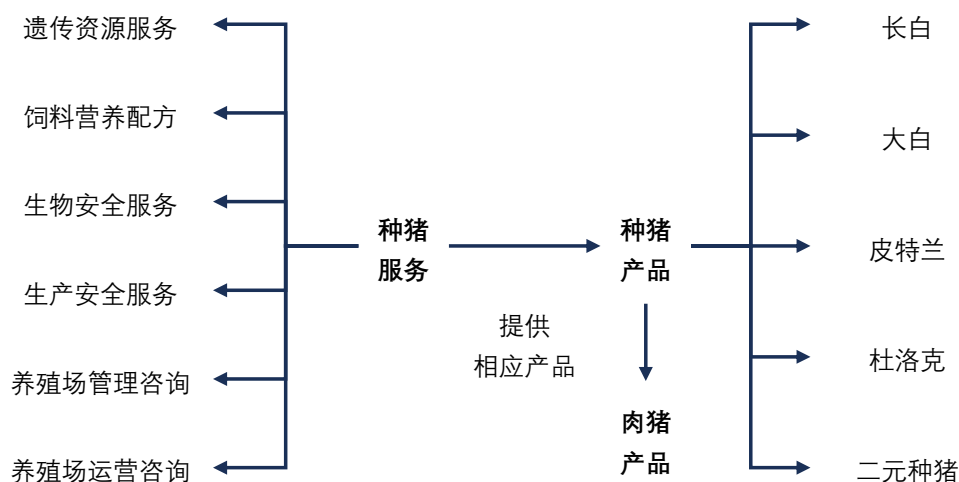 遗传资源服务
饲料营养配方
生物安全服务
生产安全服务
养殖场管理咨询
养殖场运营咨询
种猪
服务
提供
相应产品
种猪
产品
肉猪
产品
长白
大白
皮特兰
杜洛克
二元种猪